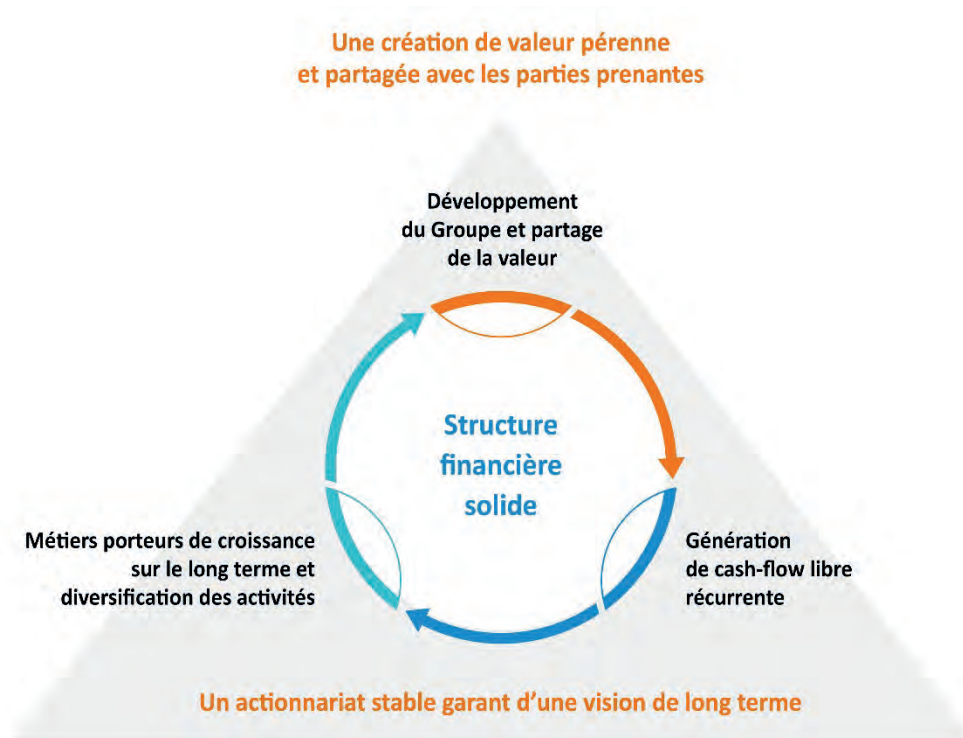 Une création de valeur pérenne
et partagée avec les parties prenantes
Développement
du Groupe et partage
de la valeur
Structure
financière
solide
Métiers porteurs de croissance
sur le long terme et
diversification des activités
Génération
de cash-flow libre
récurrente
Un actionnariat stable garant d’une vision de long terme